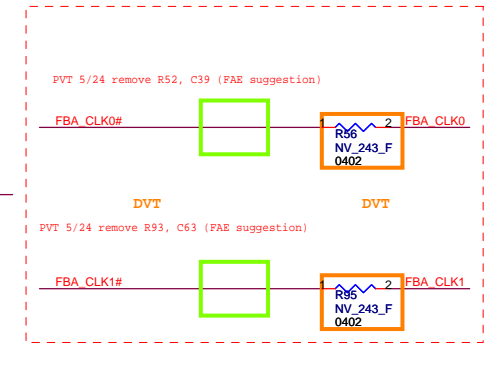 PVT 5/24 remove R52, C39 (FAE suggestion)
FBA_CLK0#
1
2
FBA_CLK0
R56
NV_243_F
0402
DVT
DVT
PVT 5/24 remove R93, C63 (FAE suggestion)
FBA_CLK1#
1
2
FBA_CLK1
R95
NV_243_F
0402